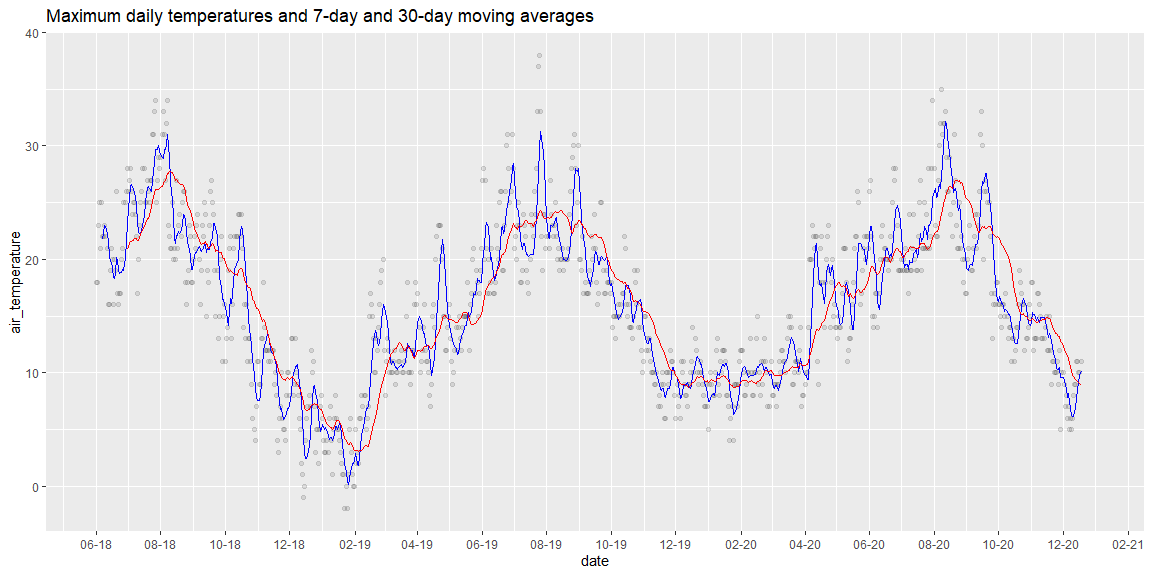 Maximum daily temperatures and 7-day and 30-day moving averages
40
30
20
10
0
air_temperature
06-18 08-18 10-18 12-18 02-19 04-19 06-19 08-19 10-19 12-19 02-20 04-20 06-20 08-20 10-20 12-20 02-21
date